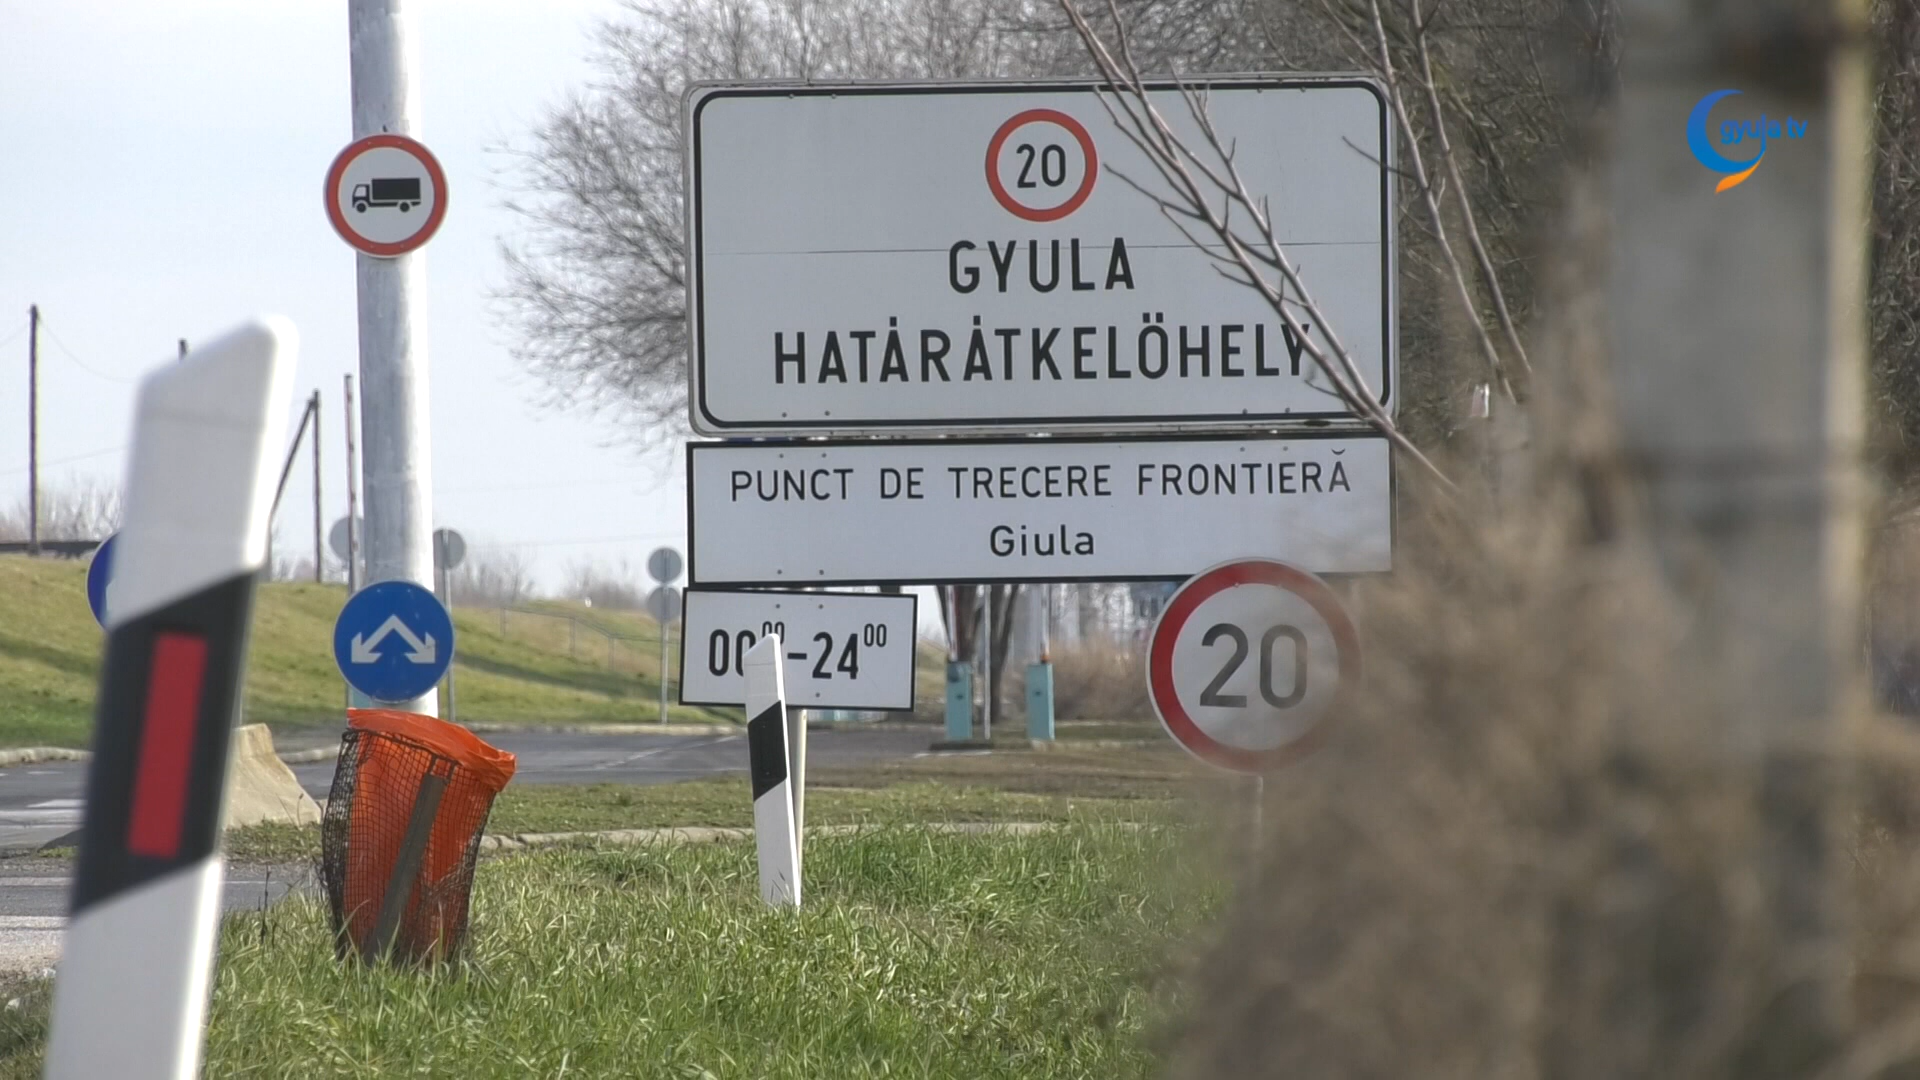 gyula tv
20
GYULA
HATÁRÁTKELÖHELY
PUNCT DE TRECERE FRONTIERĂ
Giula
00⁰⁰-24⁰⁰
20